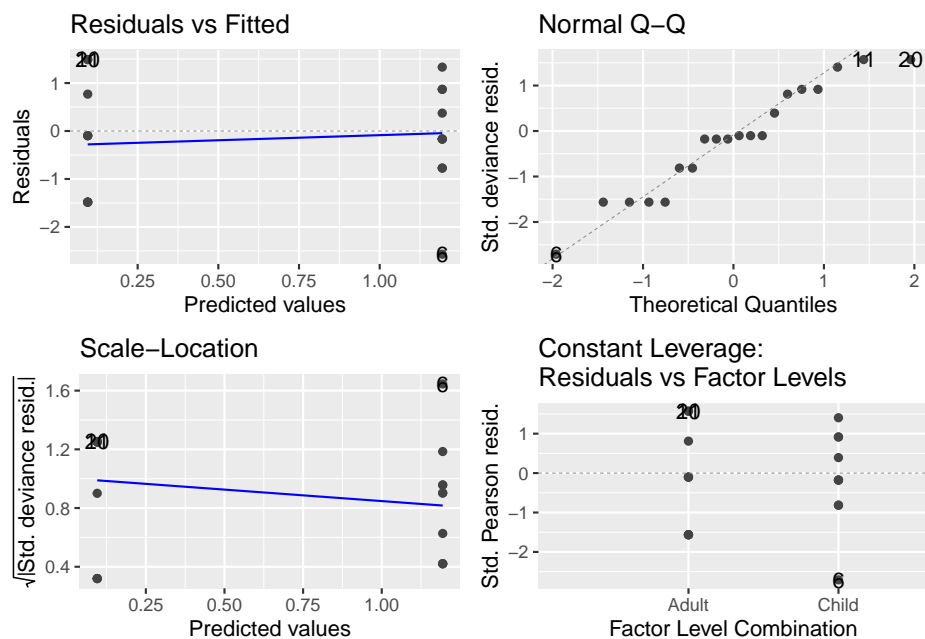 Residuals vs Fitted
Residuals
1
0
−1
−2
20
11
6
0.25
0.50
0.75
1.00
Predicted values
Normal Q−Q
Std. deviance resid.
1
0
−1
−2
11
20
6
−2
−1
0
1
2
Theoretical Quantiles
Scale−Location
√|Std. deviance resid.|
1.6
1.2
0.8
0.4
20
11
6
0.25
0.50
0.75
1.00
Predicted values
Constant Leverage:
Residuals vs Factor Levels
Std. Pearson resid.
1
0
−1
−2
20
11
6
Adult
Child
Factor Level Combination